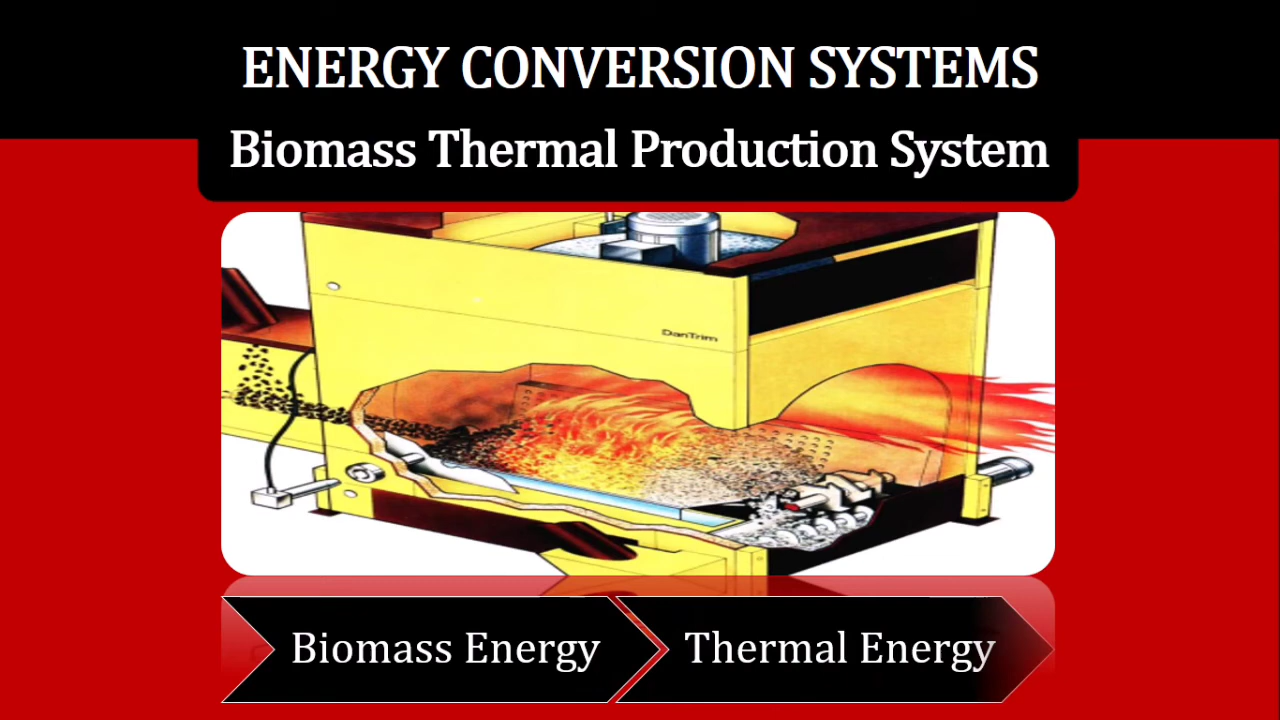 ENERGY CONVERSION SYSTEMS
Biomass Thermal Production System
DanTrim
Biomass Energy
Thermal Energy